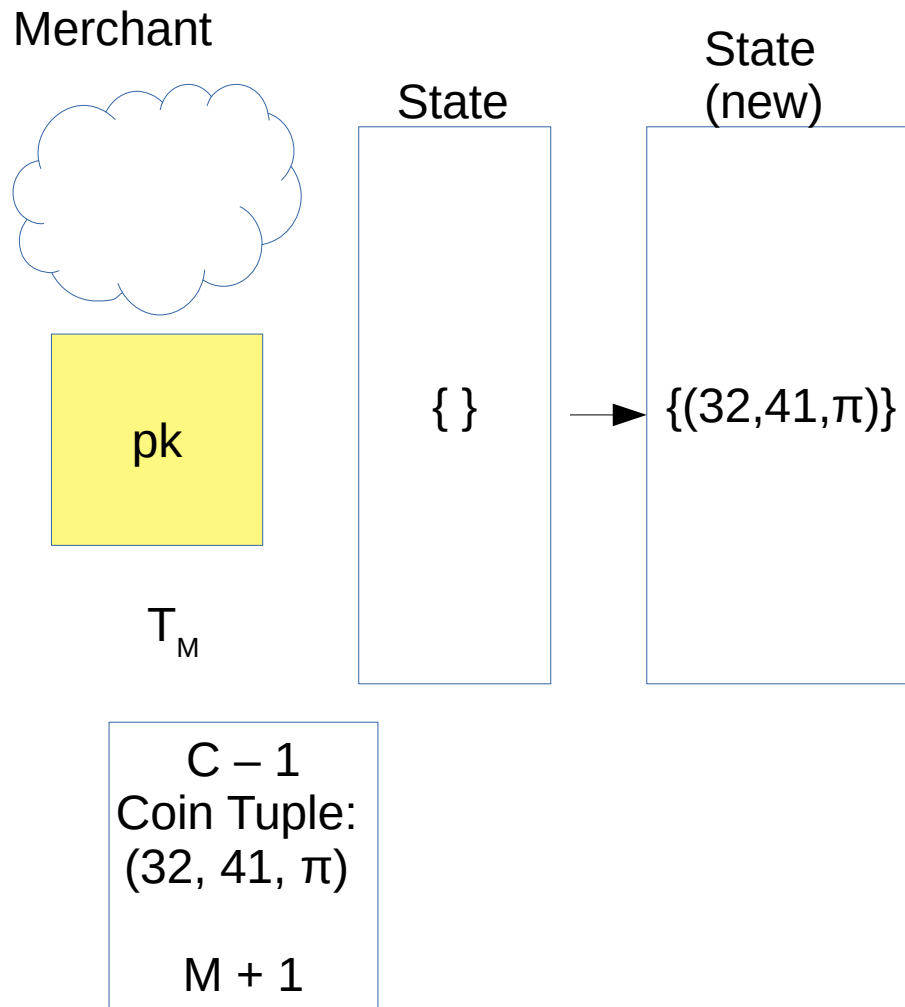 Merchant
State
State
(new)
pk
{ }
{(32,41,π)}
T_M
C – 1
Coin Tuple:
(32, 41, π)
M + 1